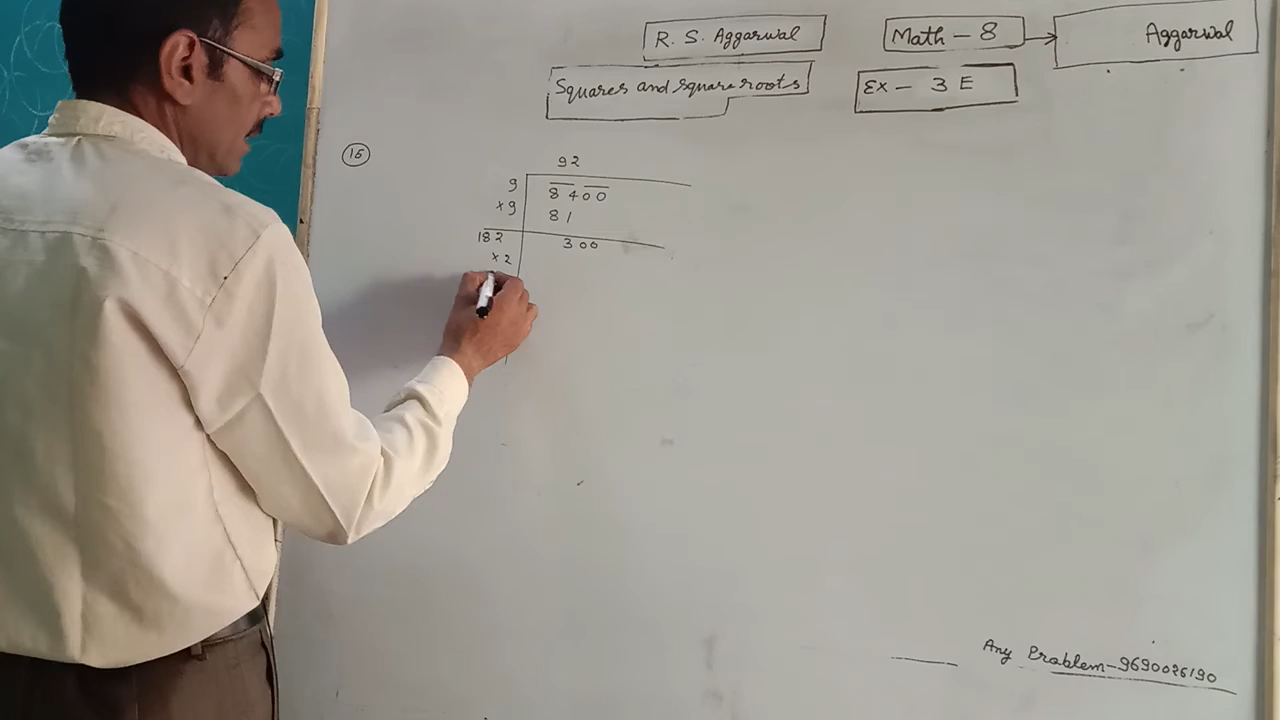 R. S. Aggarwal
Math - 8 → Aggarwal
Squares and square roots
Ex - 3 E
15
92
9
8400
×9
81
182
300
×2
Any Problem-9690026190